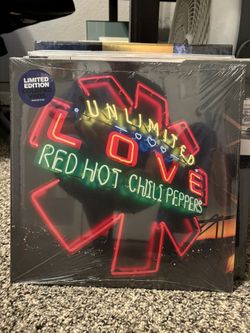 LIMITED
EDITION
UNLIMITED
LOVE
RED HOT CHILI PEPPERS